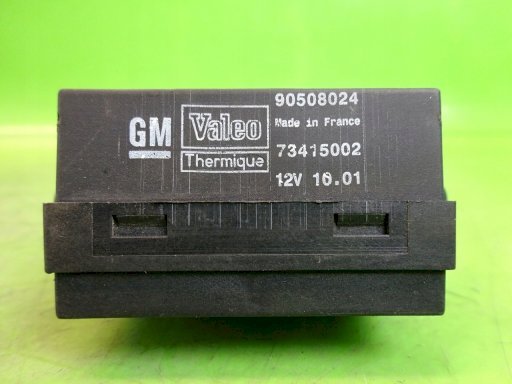 GM
Valeo
Thermique
90508024
Made in France
73415002
12V 10.01